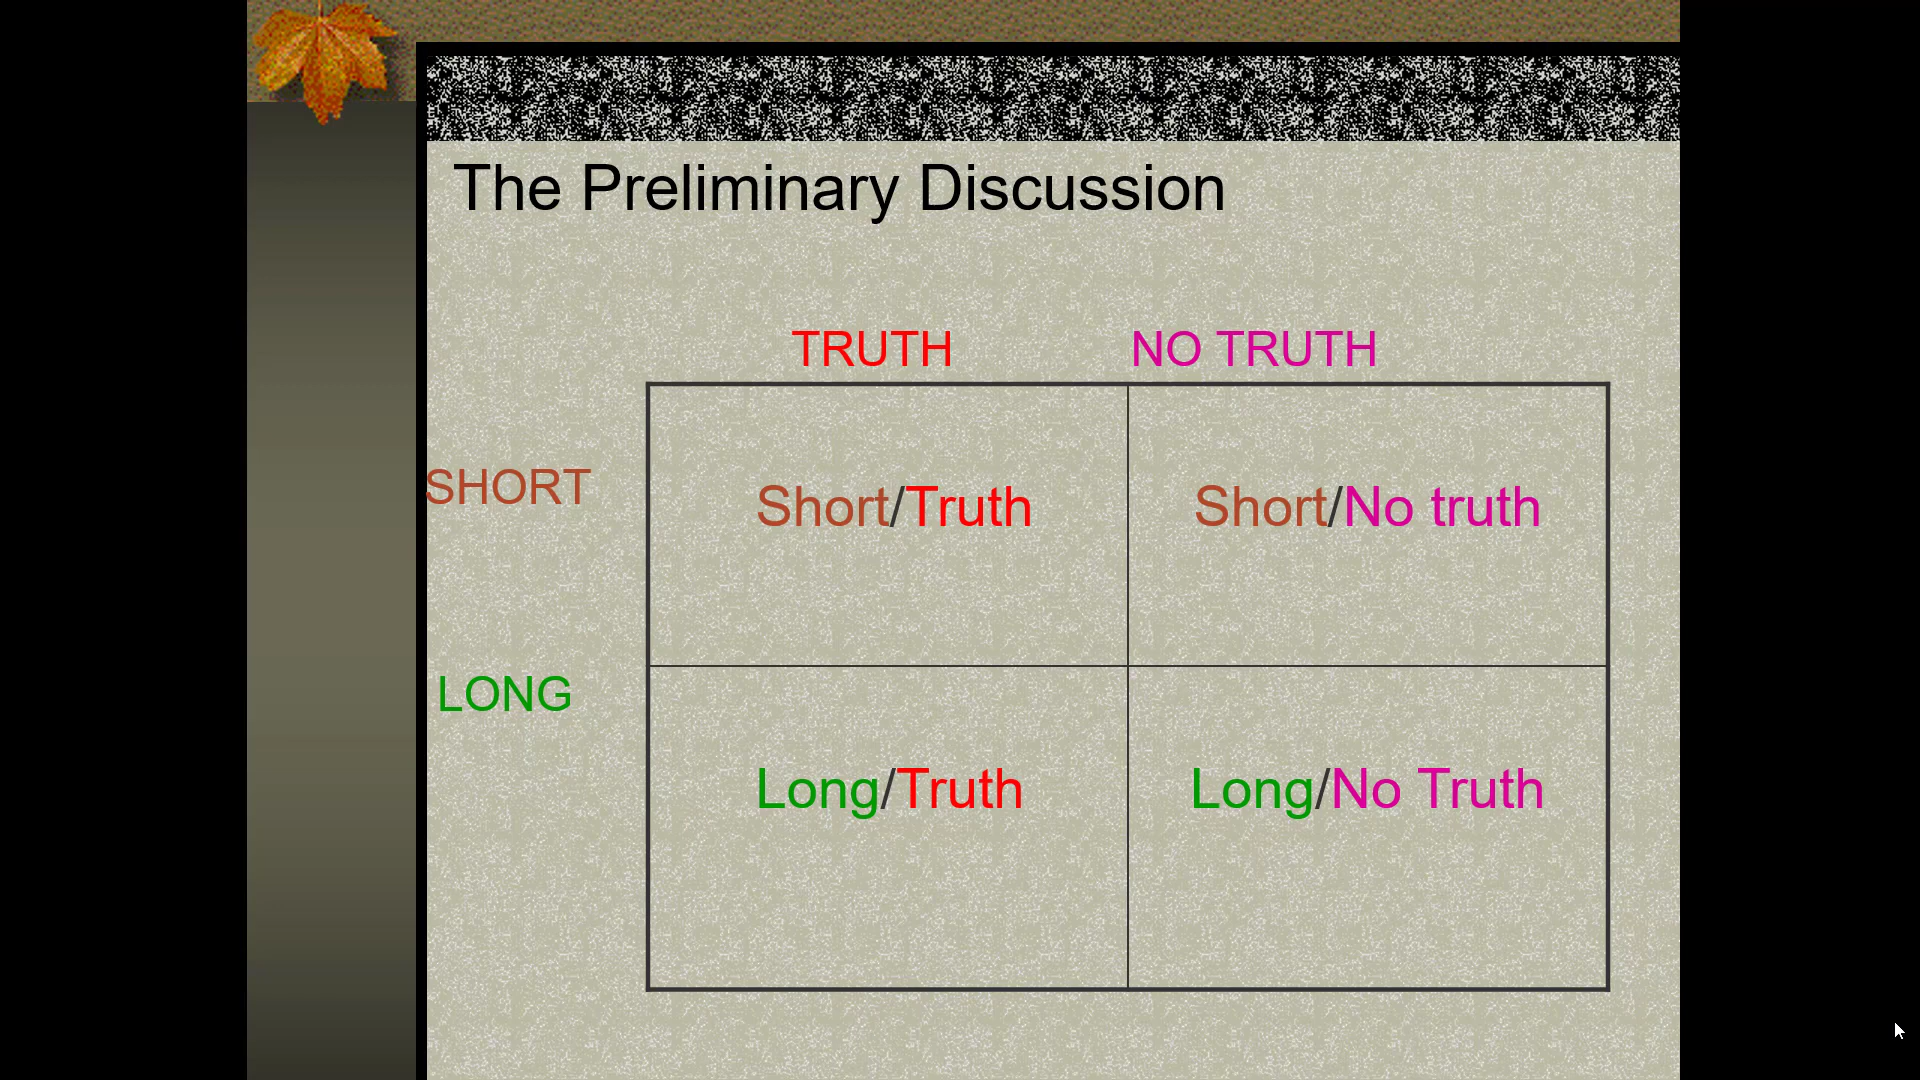 The Preliminary Discussion
TRUTH NO TRUTH
SHORT
Short/Truth Short/No truth
LONG
Long/Truth Long/No Truth